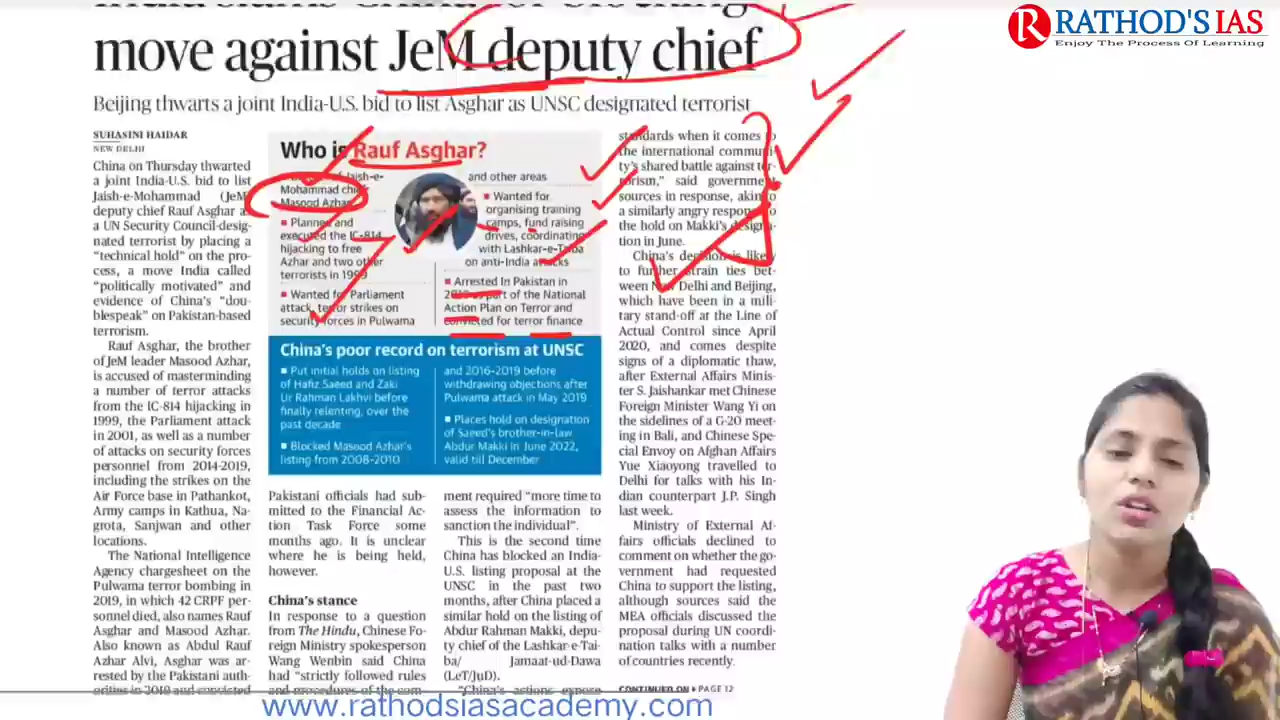 India slams China for blocking
move against JeM deputy chief
Beijing thwarts a joint India-U.S. bid to list Asghar as UNSC designated terrorist
RATHOD'S IAS
Enjoy The Process Of Learning
SUHASINI HAIDAR
NEW DELHI
China on Thursday thwarted
a joint India-U.S. bid to list
Jaish-e-Mohammad (JeM)
deputy chief Rauf Asghar as
a UN Security Council-desig-
nated terrorist by placing a
“technical hold” on the pro-
cess, a move India called
“politically motivated” and
evidence of China’s “dou-
blespeak” on Pakistan-based
terrorism.
Rauf Asghar, the brother
of JeM leader Masood Azhar,
is accused of masterminding
a number of terror attacks
from the IC-814 hijacking in
1999, the Parliament attack
in 2001, as well as a number
of attacks on security forces
personnel from 2014-2019,
including the strikes on the
Air Force base in Pathankot,
Army camps in Kathua, Na-
grota, Sanjwan and other
locations.
The National Intelligence
Agency chargesheet on the
Pulwama terror bombing in
2019, in which 42 CRPF per-
sonnel died, also names Rauf
Asghar and Masood Azhar.
Also known as Abdul Rauf
Azhar Alvi, Asghar was ar-
rested by the Pakistani auth-
orities in 2019 and convicted
Who is Rauf Asghar?
of Jaish-e-
Mohammad chief
Masood Azhar
■ Planned and
executed the IC-814
hijacking to free
Azhar and two other
terrorists in 1999
■ Wanted for Parliament
attack, terror strikes on
security forces in Pulwama
and other areas
■ Wanted for
organising training
camps, fund raising
drives, coordinating
with Lashkar-e-Taiba
on anti-India attacks
■ Arrested In Pakistan in
2019 as part of the National
Action Plan on Terror and
convicted for terror finance
China’s poor record on terrorism at UNSC
■ Put initial holds on listing
of Hafiz Saeed and Zaki
Ur Rahman Lakhvi before
finally relenting, over the
past decade
■ Blocked Masood Azhar’s
listing from 2008-2010
and 2016-2019 before
withdrawing objections after
Pulwama attack in May 2019
■ Places hold on designation
of Saeed’s brother-in-law
Abdur Makki In June 2022,
valid till December
Pakistani officials had sub-
mitted to the Financial Ac-
tion Task Force some
months ago. It is unclear
where he is being held,
however.
China’s stance
In response to a question
from The Hindu, Chinese Fo-
reign Ministry spokesperson
Wang Wenbin said China
had “strictly followed rules
and procedures of the com-
ment required “more time to
assess the information to
sanction the individual”.
This is the second time
China has blocked an India-
U.S. listing proposal at the
UNSC in the past two
months, after China placed a
similar hold on the listing of
Abdur Rahman Makki, depu-
ty chief of the Lashkar-e-Tai-
ba/ Jamaat-ud-Dawa
(LeT/JuD).
“China’s actions expose
standards when it comes to
the international communi-
ty’s shared battle against ter-
rorism,” said government
sources in response, akin to
a similarly angry response to
the hold on Makki’s designa-
tion in June.
China’s decision is likely
to further strain ties bet-
ween New Delhi and Beijing,
which have been in a mili-
tary stand-off at the Line of
Actual Control since April
2020, and comes despite
signs of a diplomatic thaw,
after External Affairs Minis-
ter S. Jaishankar met Chinese
Foreign Minister Wang Yi on
the sidelines of a G-20 meet-
ing in Bali, and Chinese Spe-
cial Envoy on Afghan Affairs
Yue Xiaoyong travelled to
Delhi for talks with his In-
dian counterpart J.P. Singh
last week.
Ministry of External Af-
fairs officials declined to
comment on whether the go-
vernment had requested
China to support the listing,
although sources said the
MEA officials discussed the
proposal during UN coordi-
nation talks with a number
of countries recently.
CONTINUED ON ▸ PAGE 12
www.rathodsiasacademy.com